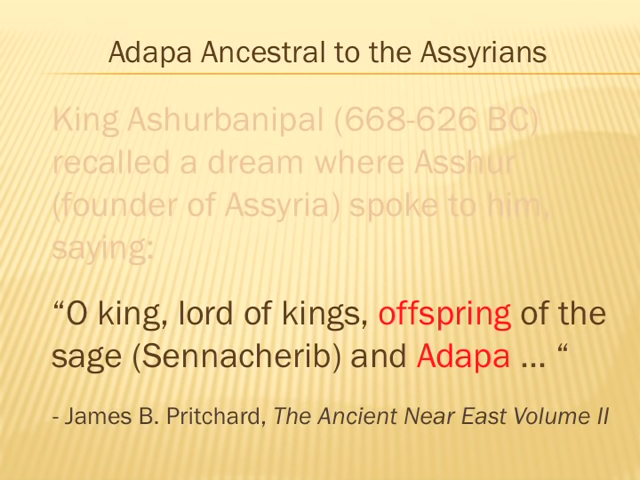 Adapa Ancestral to the Assyrians
King Ashurbanipal (668-626 BC)
recalled a dream where Asshur
(founder of Assyria) spoke to him,
saying:
“O king, lord of kings, offspring of the
sage (Sennacherib) and Adapa ... “
- James B. Pritchard, The Ancient Near East Volume II